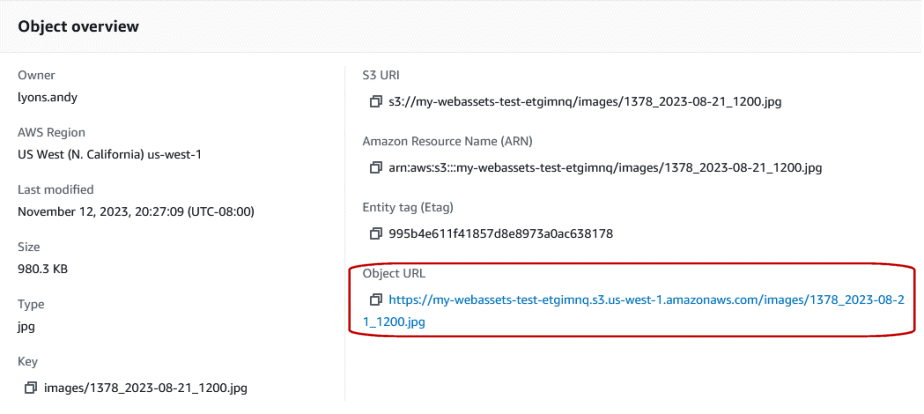 Object overview
Owner
lyons.andy
AWS Region
US West (N. California) us-west-1
Last modified
November 12, 2023, 20:27:09 (UTC-08:00)
Size
980.3 KB
Type
jpg
Key
images/1378_2023-08-21_1200.jpg
S3 URI
s3://my-webassets-test-etgimnq/images/1378_2023-08-21_1200.jpg
Amazon Resource Name (ARN)
arn:aws:s3:::my-webassets-test-etgimnq/images/1378_2023-08-21_1200.jpg
Entity tag (Etag)
995b4e611f41857d8e8973a0ac638178
Object URL
https://my-webassets-test-etgimnq.s3.us-west-1.amazonaws.com/images/1378_2023-08-2
1_1200.jpg